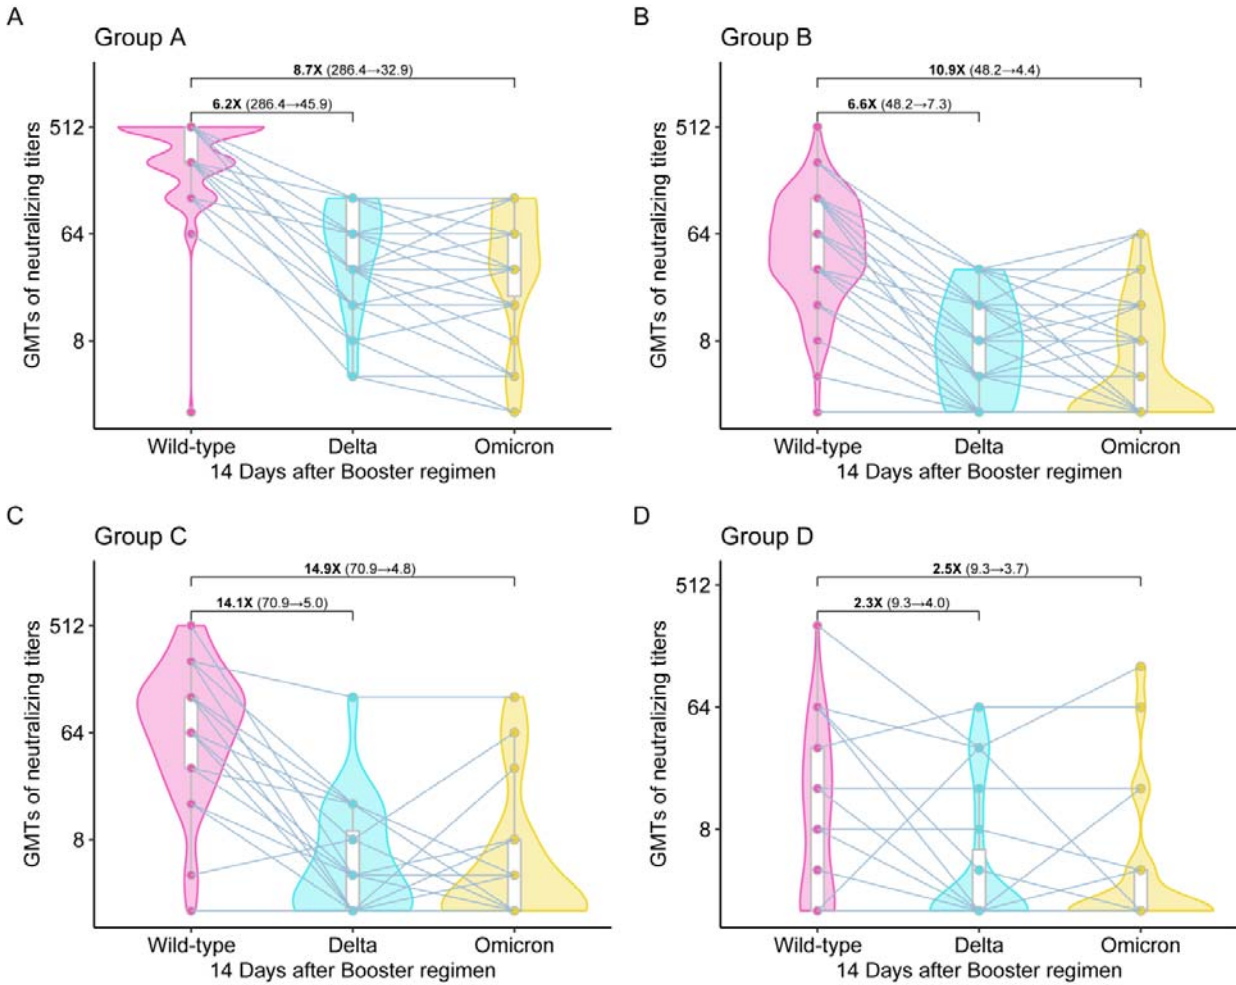 A
Group A
8.7X (286.4→32.9)
6.2X (286.4→45.9)
512
64
8
GMTs of neutralizing titers
Wild-type Delta Omicron
14 Days after Booster regimen
B
Group B
10.9X (48.2→4.4)
6.6X (48.2→7.3)
512
64
8
GMTs of neutralizing titers
Wild-type Delta Omicron
14 Days after Booster regimen
C
Group C
14.9X (70.9→4.8)
14.1X (70.9→5.0)
512
64
8
GMTs of neutralizing titers
Wild-type Delta Omicron
14 Days after Booster regimen
D
Group D
2.5X (9.3→3.7)
2.3X (9.3→4.0)
512
64
8
GMTs of neutralizing titers
Wild-type Delta Omicron
14 Days after Booster regimen